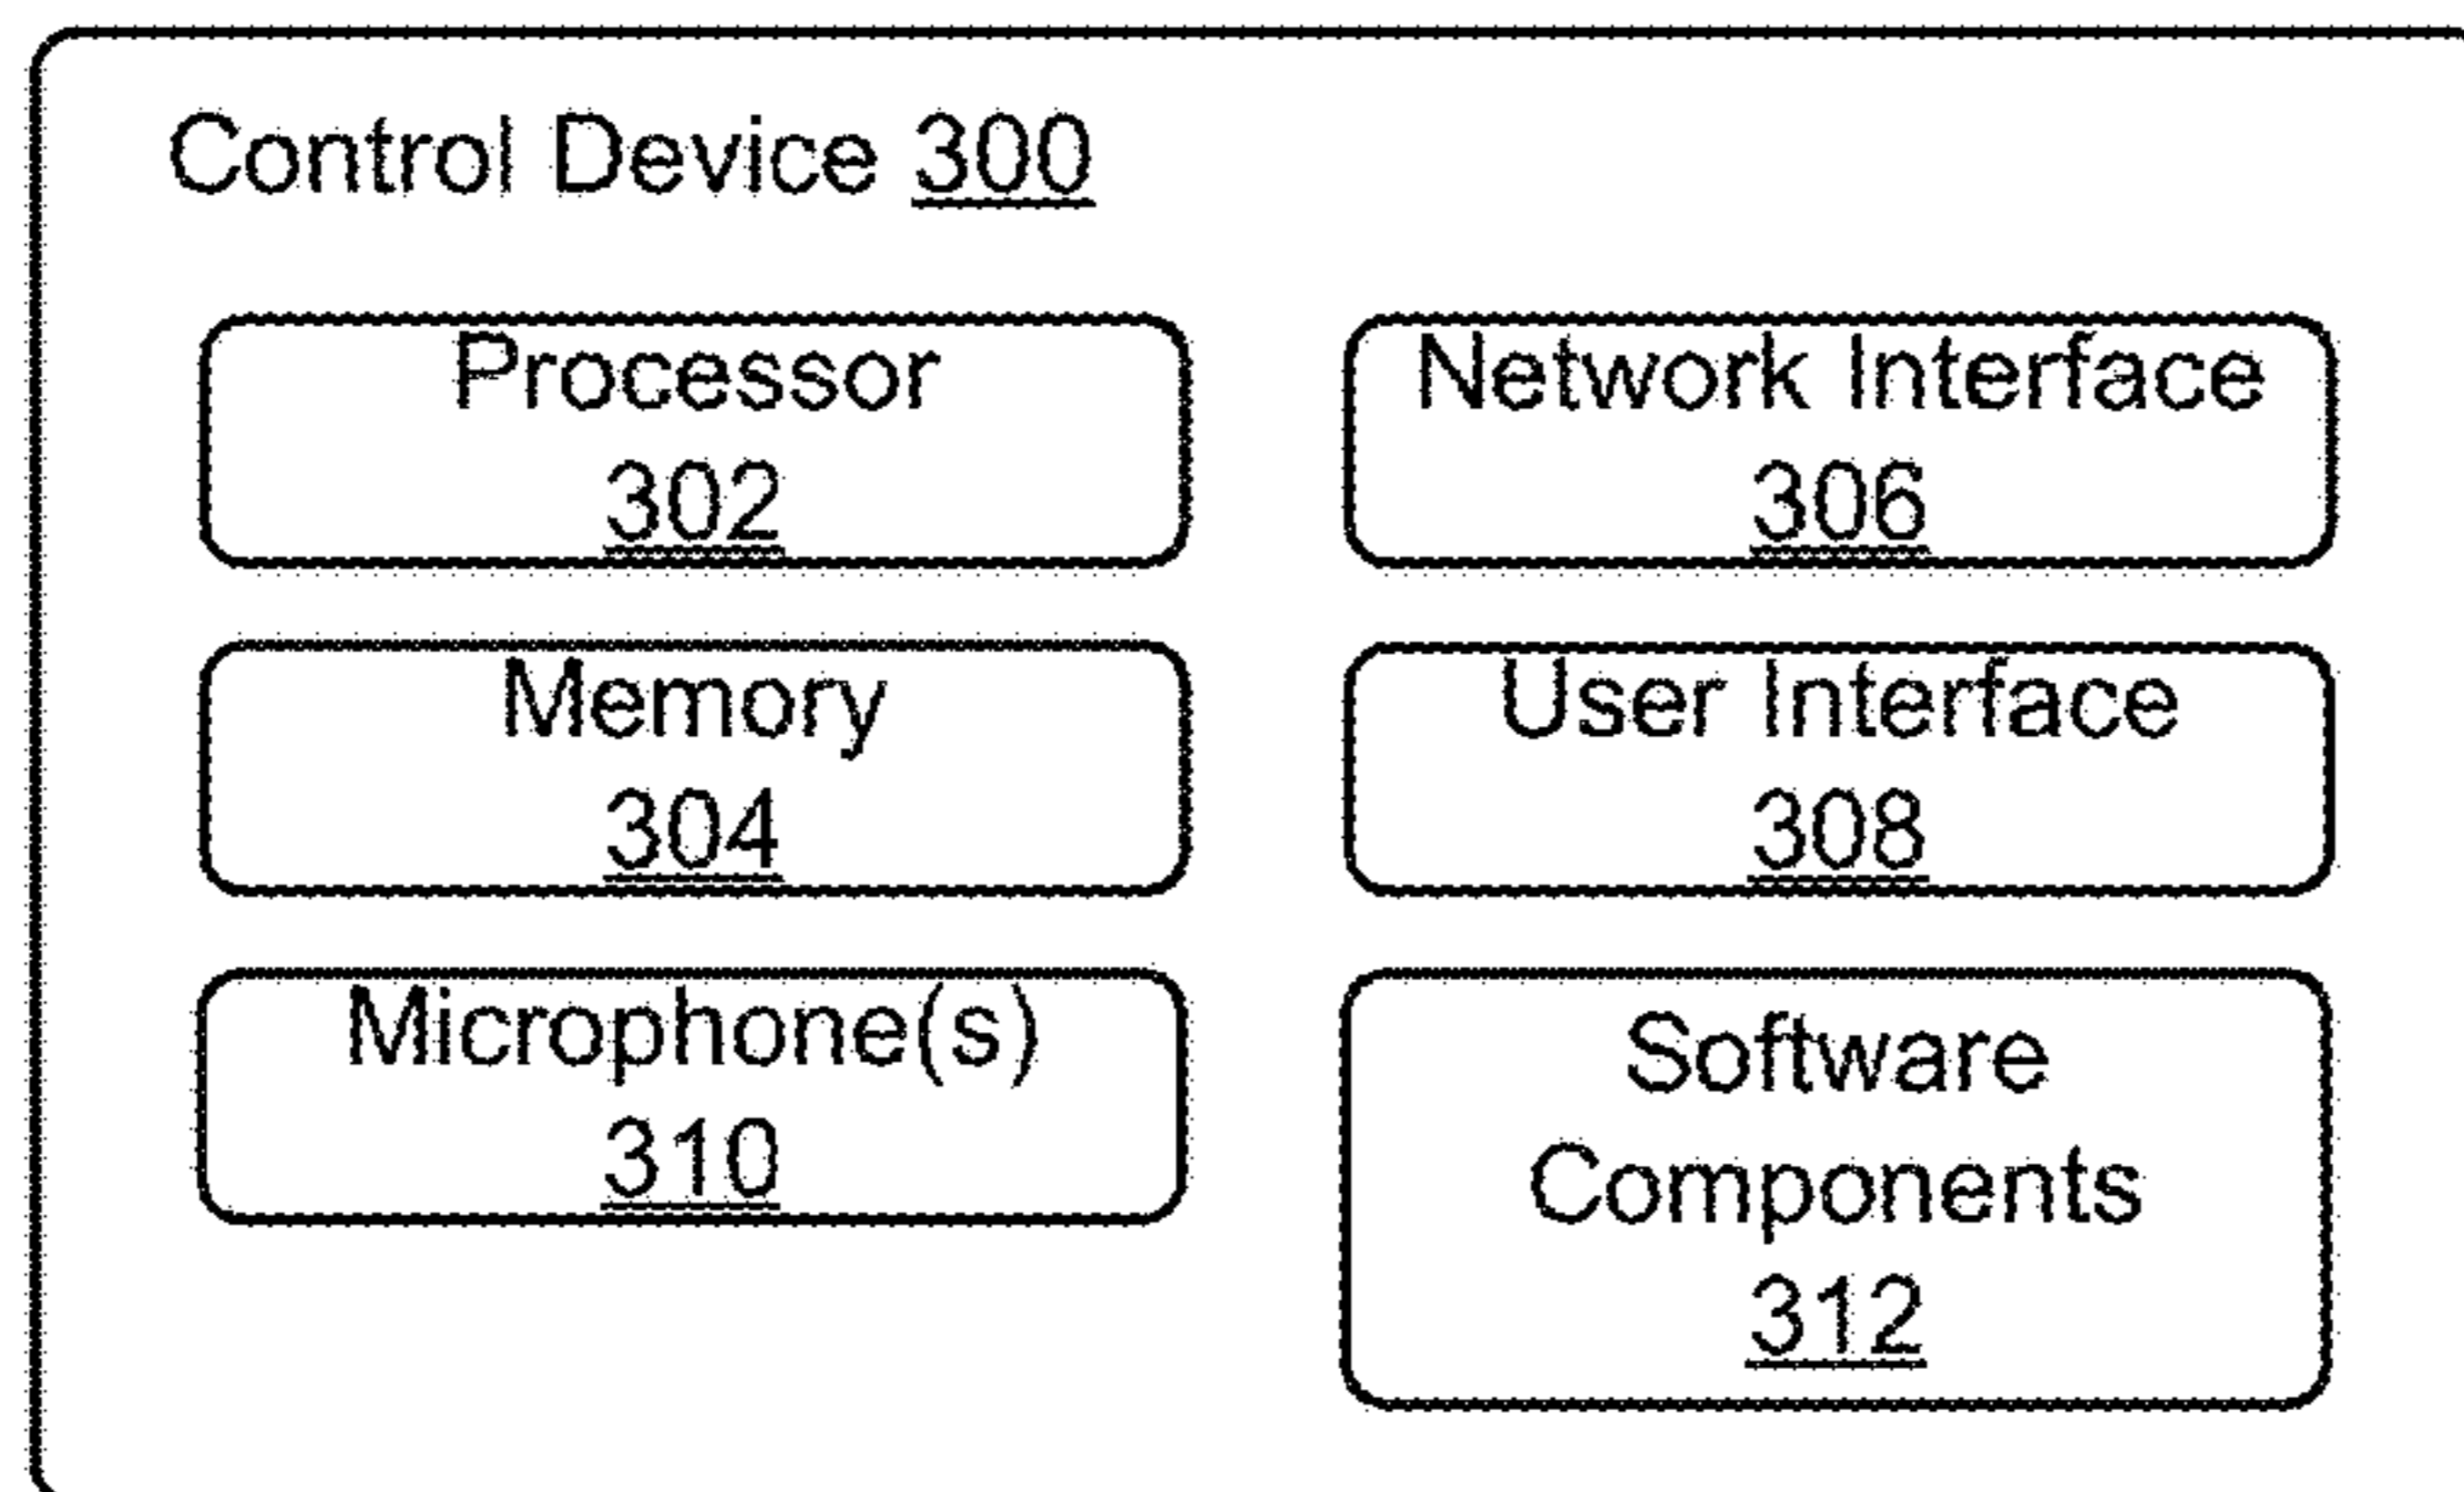 Control Device 300
Processor
302
Network Interface
306
Memory
304
User Interface
308
Microphone(s)
310
Software
Components
312